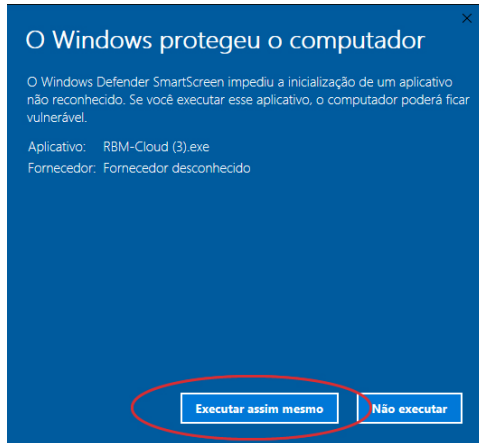 O Windows protegeu o computador
O Windows Defender SmartScreen impediu a inicialização de um aplicativo
não reconhecido. Se você executar esse aplicativo, o computador poderá ficar
vulnerável.
Aplicativo: RBM-Cloud (3).exe
Fornecedor: Fornecedor desconhecido
Executar assim mesmo Não executar